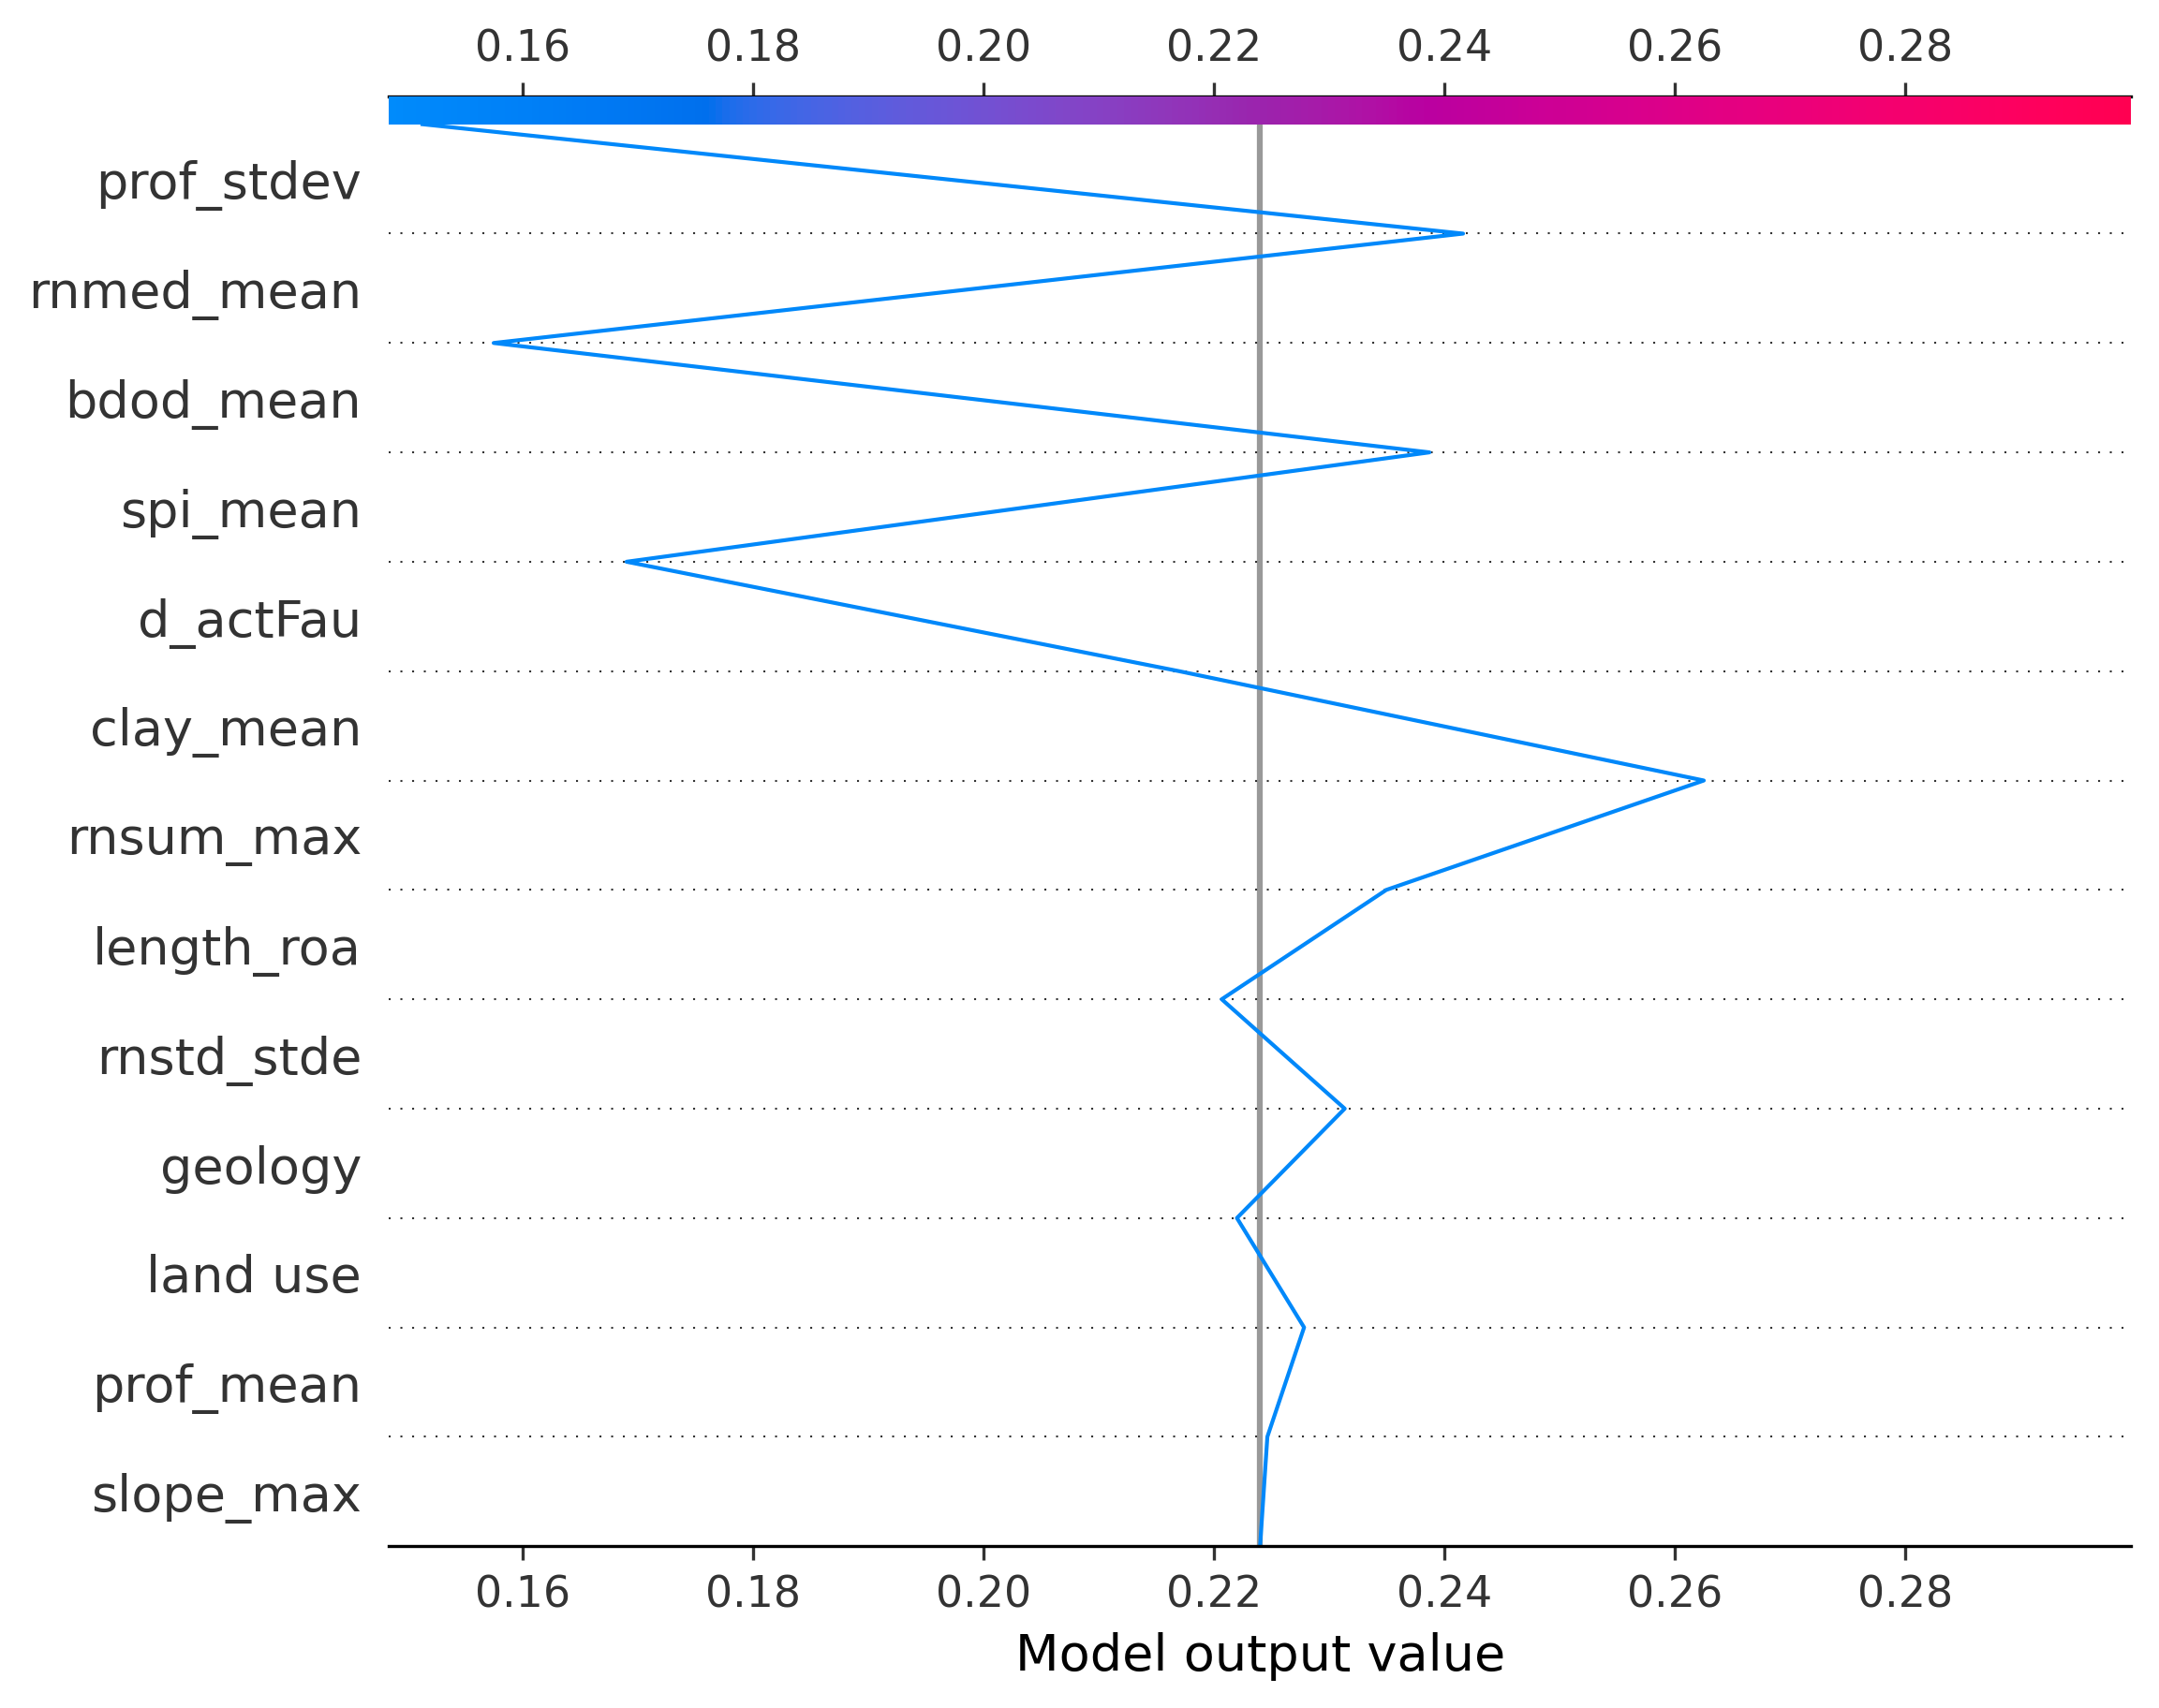 0.16 0.18 0.20 0.22 0.24 0.26 0.28
prof_stdev
rnmed_mean
bdod_mean
spi_mean
d_actFau
clay_mean
rnsum_max
length_roa
rnstd_stde
geology
land use
prof_mean
slope_max
0.16 0.18 0.20 0.22 0.24 0.26 0.28
Model output value